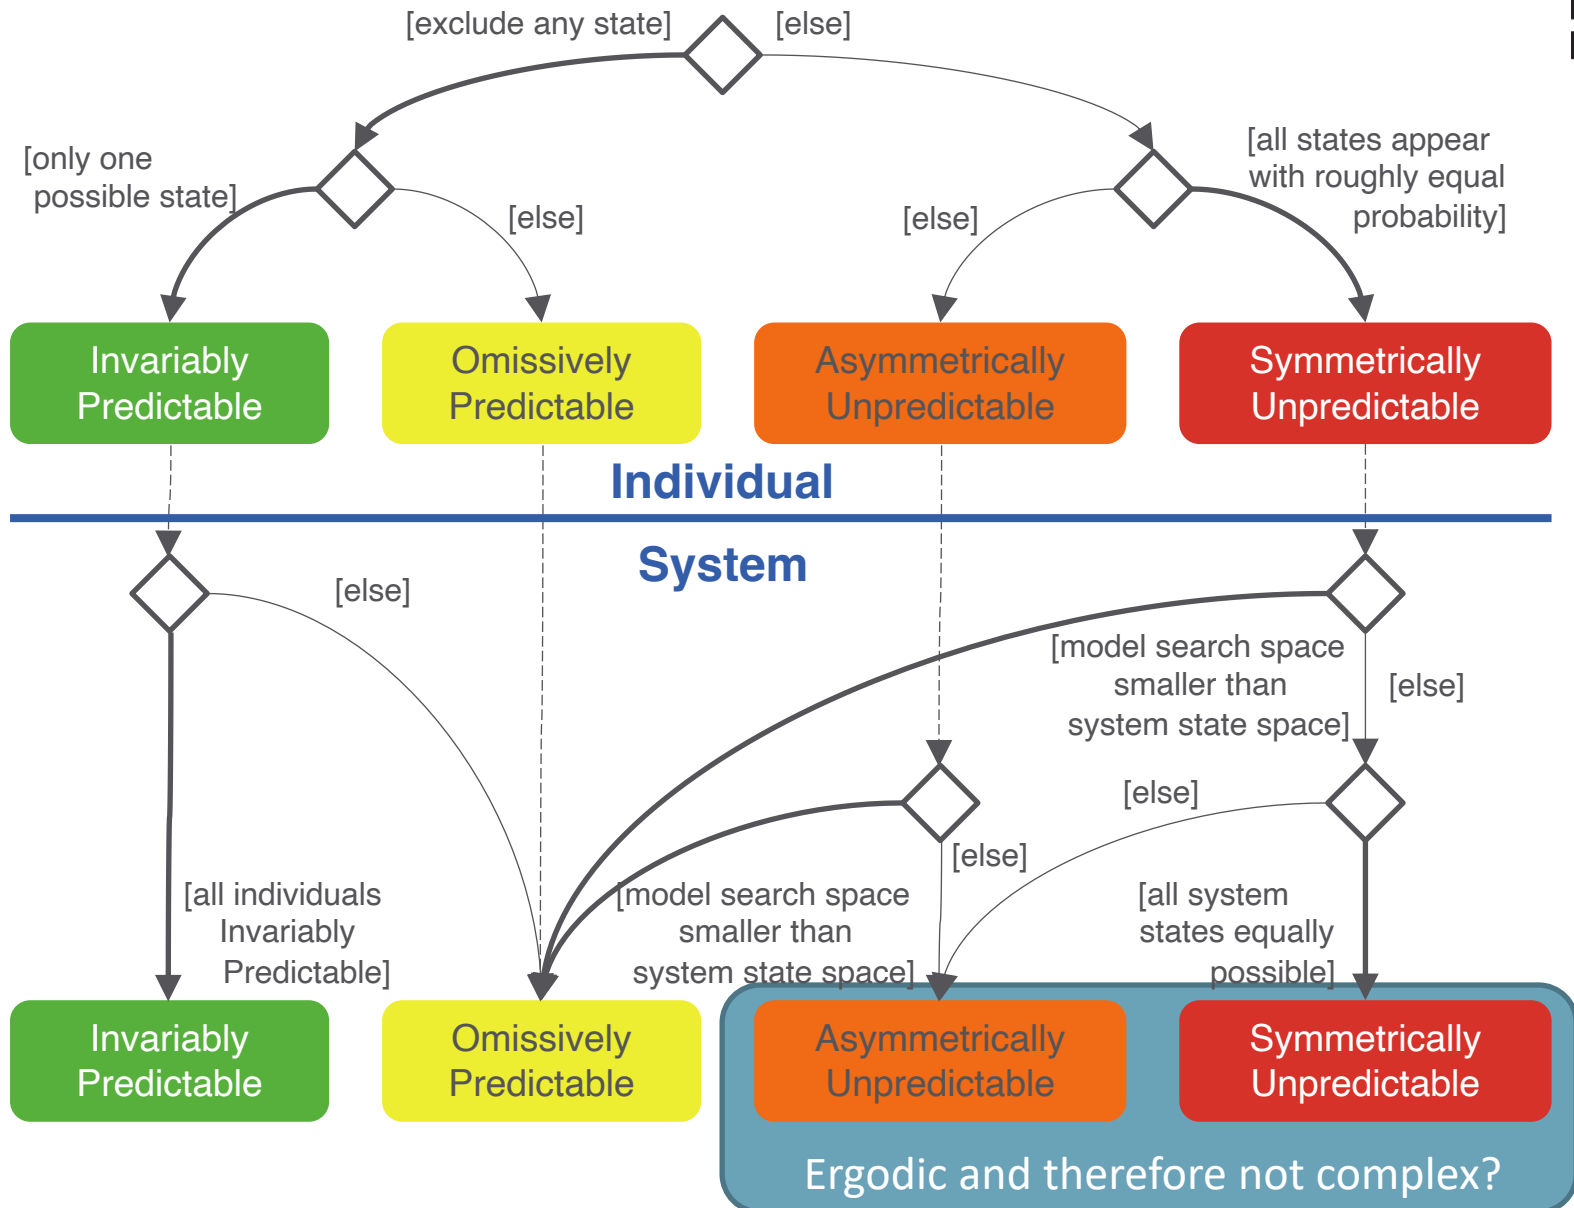 [exclude any state]
[else]
[only one
possible state]
[else]
[else]
[all states appear
with roughly equal
probability]
Invariably
Predictable
Omissively
Predictable
Asymmetrically
Unpredictable
Symmetrically
Unpredictable
Individual
System
[else]
[model search space
smaller than
system state space]
[else]
[else]
[else]
[all individuals
Invariably
Predictable]
[model search space
smaller than
system state space]
[all system
states equally
possible]
Invariably
Predictable
Omissively
Predictable
Asymmetrically
Unpredictable
Symmetrically
Unpredictable
Ergodic and therefore not complex?